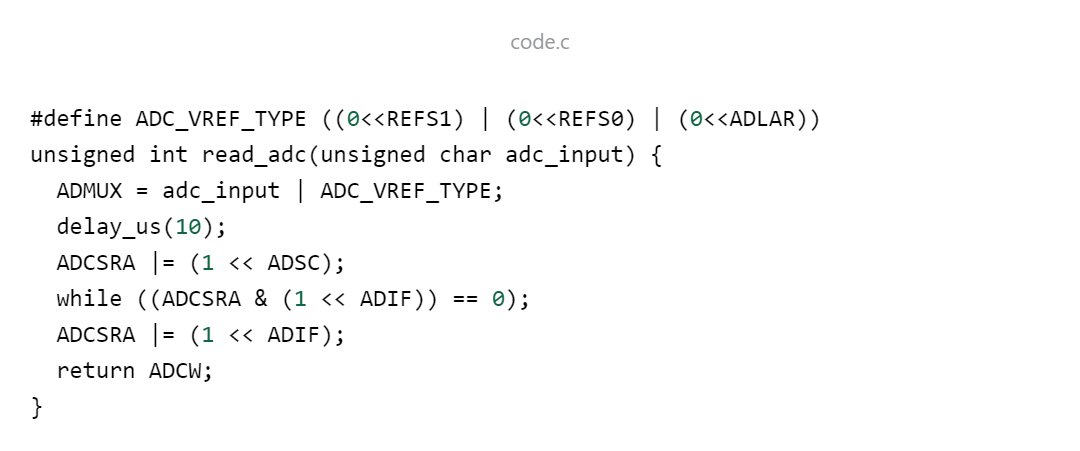 code.c
#define ADC_VREF_TYPE ((0<<REFS1) | (0<<REFS0) | (0<<ADLAR))
unsigned int read_adc(unsigned char adc_input) {
  ADMUX = adc_input | ADC_VREF_TYPE;
  delay_us(10);
  ADCSRA |= (1 << ADSC);
  while ((ADCSRA & (1 << ADIF)) == 0);
  ADCSRA |= (1 << ADIF);
  return ADCW;
}